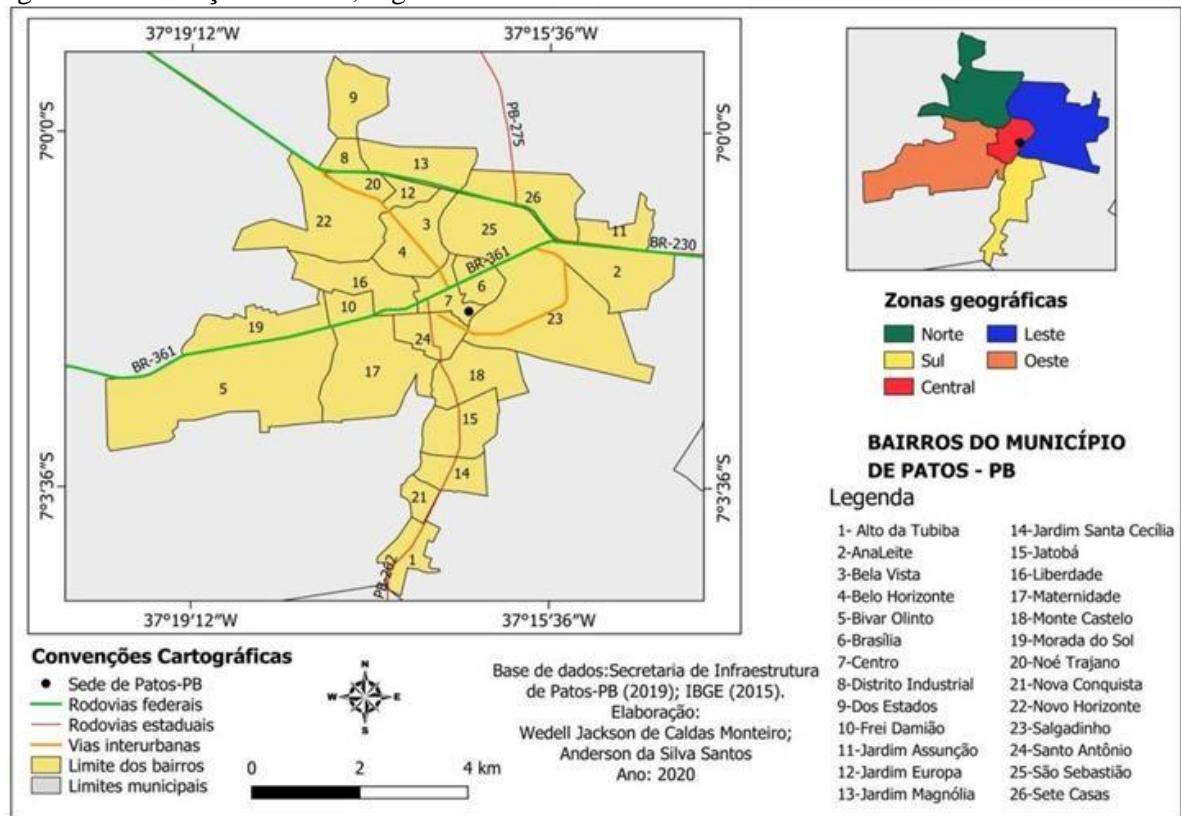 37°19′12″W 37°15′36″W
7°0′0″S
7°0′0″S
PB-275
9
8
13
20
12
26
22
3
25
11
BR-230
4
BR-361
2
16
6
10
7
23
19
24
BR-361
17
18
5
15
7°3′36″S
7°3′36″S
14
21
1
PB-262
37°19′12″W 37°15′36″W
Zonas geográficas
Norte Leste
Sul Oeste
Central
BAIRROS DO MUNICÍPIO
DE PATOS - PB
Legenda
1- Alto da Tubiba
2-AnaLeite
3-Bela Vista
4-Belo Horizonte
5-Bivar Olinto
6-Brasília
7-Centro
8-Distrito Industrial
9-Dos Estados
10-Frei Damião
11-Jardim Assunção
12-Jardim Europa
13-Jardim Magnólia
14-Jardim Santa Cecília
15-Jatobá
16-Liberdade
17-Maternidade
18-Monte Castelo
19-Morada do Sol
20-Noé Trajano
21-Nova Conquista
22-Novo Horizonte
23-Salgadinho
24-Santo Antônio
25-São Sebastião
26-Sete Casas
Convenções Cartográficas
Sede de Patos-PB
Rodovias federais
Rodovias estaduais
Vias interurbanas
Limite dos bairros
Limites municipais
N
W E
S
0 2 4 km
Base de dados:Secretaria de Infraestrutura
de Patos-PB (2019); IBGE (2015).
Elaboração:
Wedell Jackson de Caldas Monteiro;
Anderson da Silva Santos
Ano: 2020